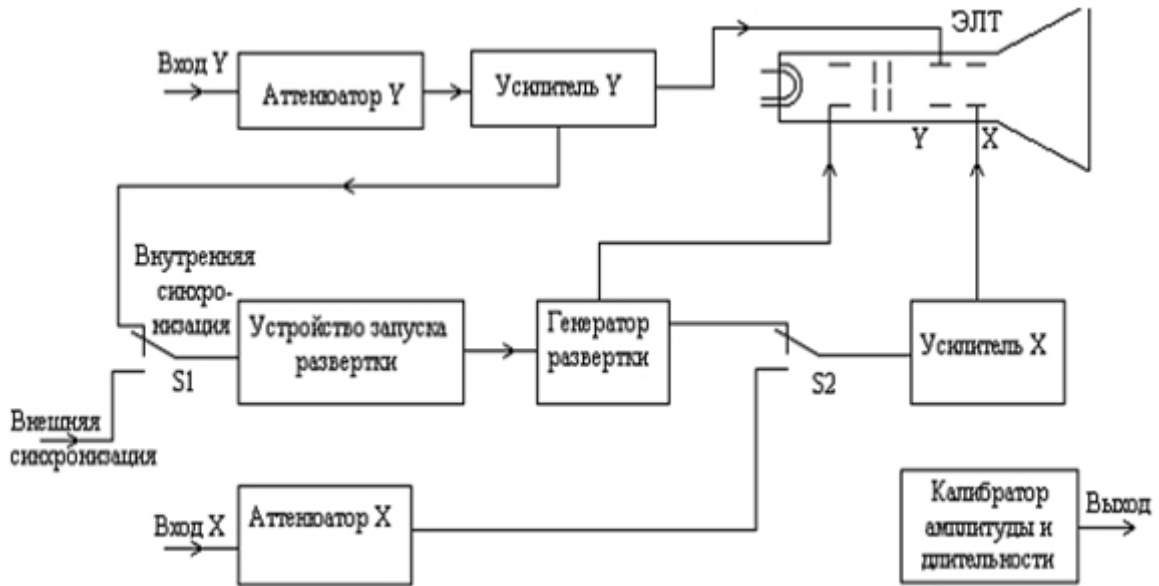 ЭЛТ
Вход Y
Аттенюатор Y
Усилитель Y
Y
X
Внутренняя
синхро-
низация
Устройство запуска
развертки
Генератор
развертки
Усилитель X
S1
S2
Внешняя
синхронизация
Вход X
Аттенюатор X
Калибратор
амплитуды и
длительности
Выход